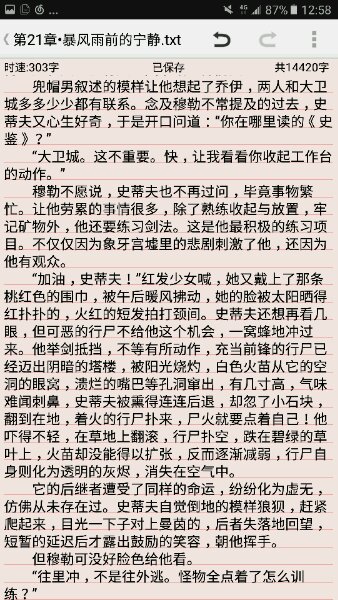 4G 87% 12:58
第21章•暴风雨前的宁静.txt
时速:303字 已保存 共14420字
兜帽男叙述的模样让他想起了乔伊，两人和大卫
城多多少少都有联系。念及穆勒不常提及的过去，史
蒂夫又心生好奇，于是开口问道：“你在哪里读的《史
鉴》？”
“大卫城。这不重要。快，让我看看你收起工作台
的动作。”
穆勒不愿说，史蒂夫也不再过问，毕竟事物繁
忙。让他劳累的事情很多，除了熟练收起与放置，牢
记矿物外，他还要练习剑法。这是他最积极的练习项
目。不仅仅因为象牙宫墟里的悲剧刺激了他，还因为
他有观众。
“加油，史蒂夫！”红发少女喊，她又戴上了那条
桃红色的围巾，被午后暖风拂动，她的脸被太阳晒得
红扑扑的，火红的短发拍打颈间。史蒂夫还想再看几
眼，但可恶的行尸不给他这个机会，一窝蜂地冲过
来。他举剑抵挡，不等有所动作，充当前锋的行尸已
经迈出阴暗的塔楼，被阳光烧灼，白色火苗从它的空
洞的眼窝，溃烂的嘴巴等孔洞窜出，有几寸高，气味
难闻刺鼻，史蒂夫被熏得连连后退，却忽了小石块，
翻到在地，着火的行尸扑来，尸火就要点着自己！他
吓得不轻，在草地上翻滚，行尸扑空，跌在碧绿的草
叶上，火苗却没能得以扩张，反而逐渐减弱，行尸自
身则化为透明的灰烬，消失在空气中。
它的后继者遭受了同样的命运，纷纷化为虚无，
仿佛从未存在过。史蒂夫自觉倒地的模样狼狈，赶紧
爬起来，目光一下子对上曼茵的，后者失落地回望，
短暂的延迟后才露出鼓励的笑容，朝他挥手。
但穆勒可没好脸色给他看。
“往里冲，不是往外逃。怪物全点着了怎么训
练？”